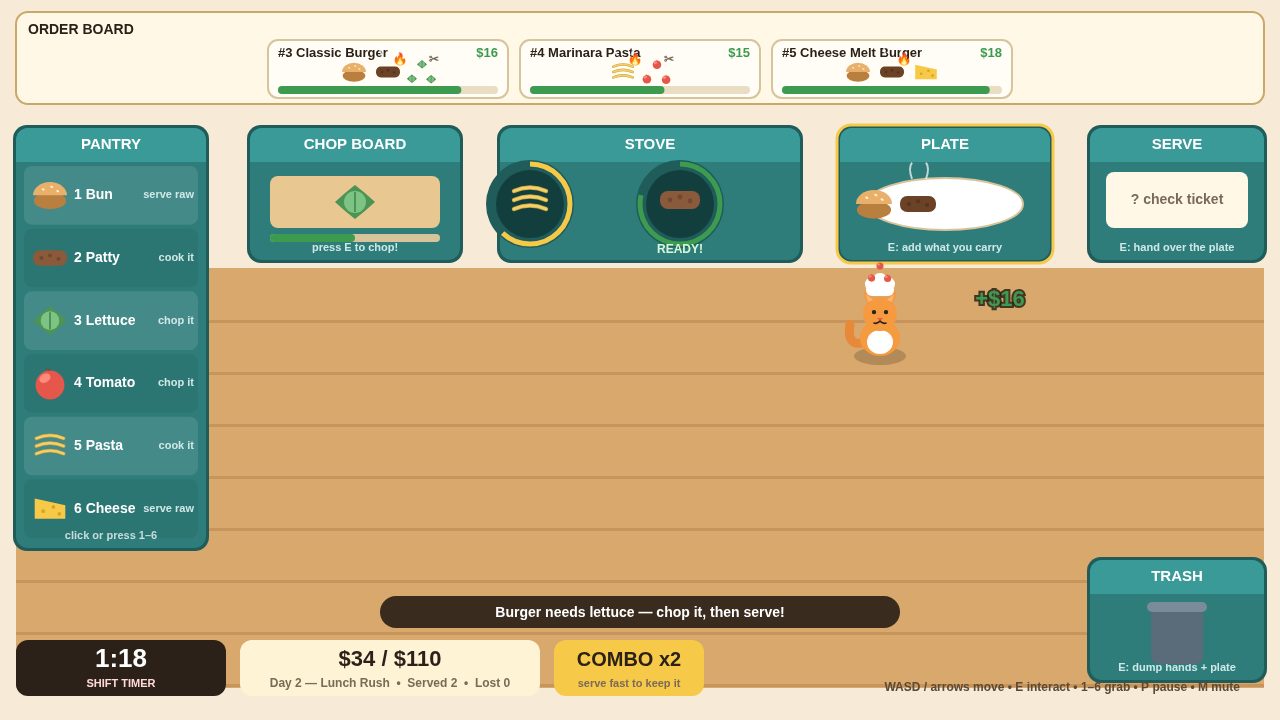 ORDER BOARD
#3 Classic Burger $16
#4 Marinara Pasta $15
#5 Cheese Melt Burger $18
PANTRY
1 Bun serve raw
2 Patty cook it
3 Lettuce chop it
4 Tomato chop it
5 Pasta cook it
6 Cheese serve raw
click or press 1–6
CHOP BOARD
press E to chop!
STOVE
READY!
PLATE
E: add what you carry
SERVE
? check ticket
E: hand over the plate
+$16
Burger needs lettuce — chop it, then serve!
TRASH
E: dump hands + plate
1:18
SHIFT TIMER
$34 / $110
Day 2 — Lunch Rush • Served 2 • Lost 0
COMBO x2
serve fast to keep it
WASD / arrows move • E interact • 1–6 grab • P pause • M mute